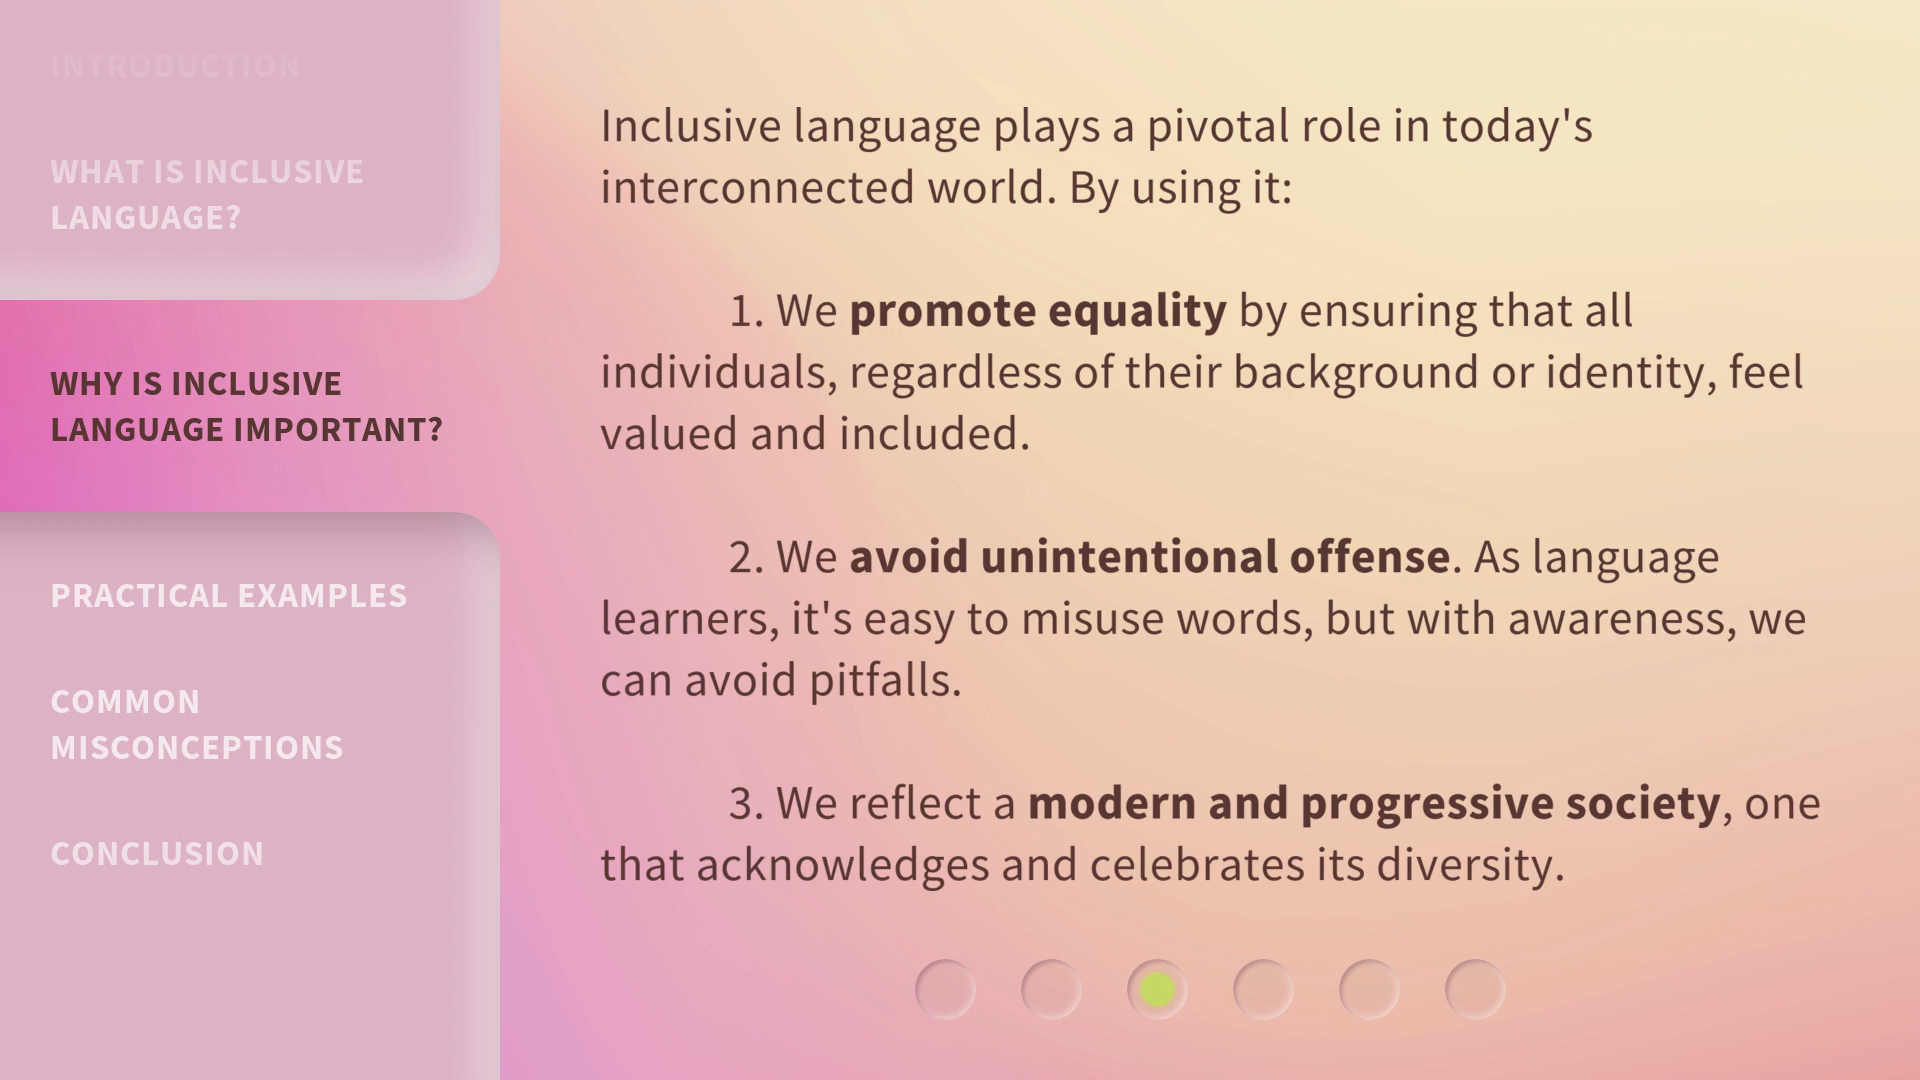 INTRODUCTION
WHAT IS INCLUSIVE
LANGUAGE?
WHY IS INCLUSIVE
LANGUAGE IMPORTANT?
PRACTICAL EXAMPLES
COMMON
MISCONCEPTIONS
CONCLUSION
Inclusive language plays a pivotal role in today's
interconnected world. By using it:
1. We promote equality by ensuring that all
individuals, regardless of their background or identity, feel
valued and included.
2. We avoid unintentional offense. As language
learners, it's easy to misuse words, but with awareness, we
can avoid pitfalls.
3. We reflect a modern and progressive society, one
that acknowledges and celebrates its diversity.